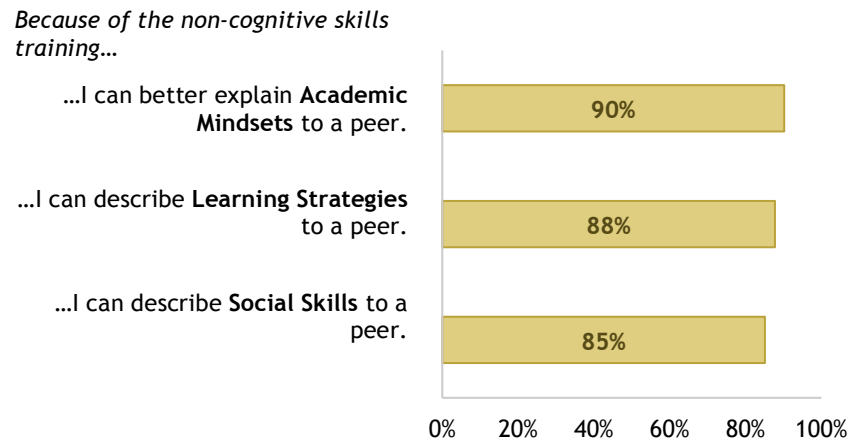 Because of the non-cognitive skills
training…
…I can better explain Academic
Mindsets to a peer.
90%
…I can describe Learning Strategies
to a peer.
88%
…I can describe Social Skills to a
peer.
85%
0% 20% 40% 60% 80% 100%